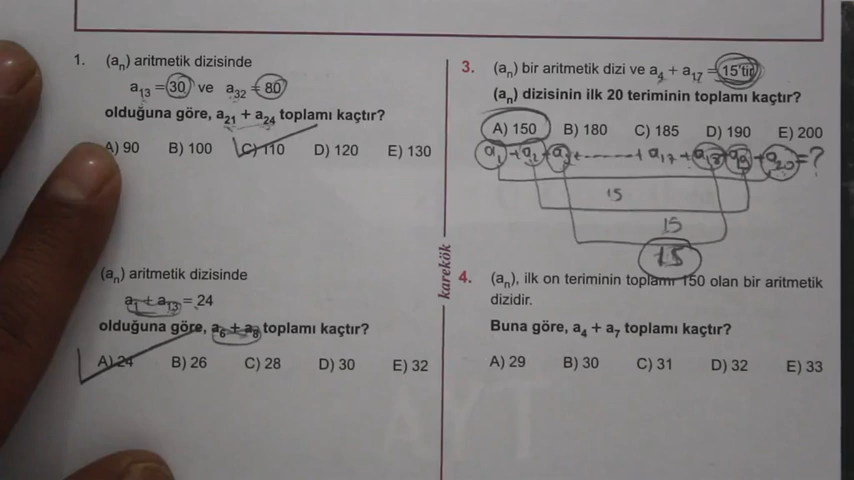 1. (aₙ) aritmetik dizisinde
a₁₃ = 30 ve a₃₂ = 80
olduğuna göre, a₂₁ + a₂₄ toplamı kaçtır?
A) 90 B) 100 C) 110 D) 120 E) 130
(aₙ) aritmetik dizisinde
a₁ + a₁₃ = 24
olduğuna göre, a₆ + a₈ toplamı kaçtır?
A) 24 B) 26 C) 28 D) 30 E) 32
karekök
3. (aₙ) bir aritmetik dizi ve a₄ + a₁₇ = 15'tir
(aₙ) dizisinin ilk 20 teriminin toplamı kaçtır?
A) 150 B) 180 C) 185 D) 190 E) 200
a₁ + a₂ + a₃ + ------- + a₁₇ + a₁₈ + a₁₉ + a₂₀ = ?
15
15
15
4. (aₙ), ilk on teriminin toplamı 150 olan bir aritmetik
dizidir.
Buna göre, a₄ + a₇ toplamı kaçtır?
A) 29 B) 30 C) 31 D) 32 E) 33